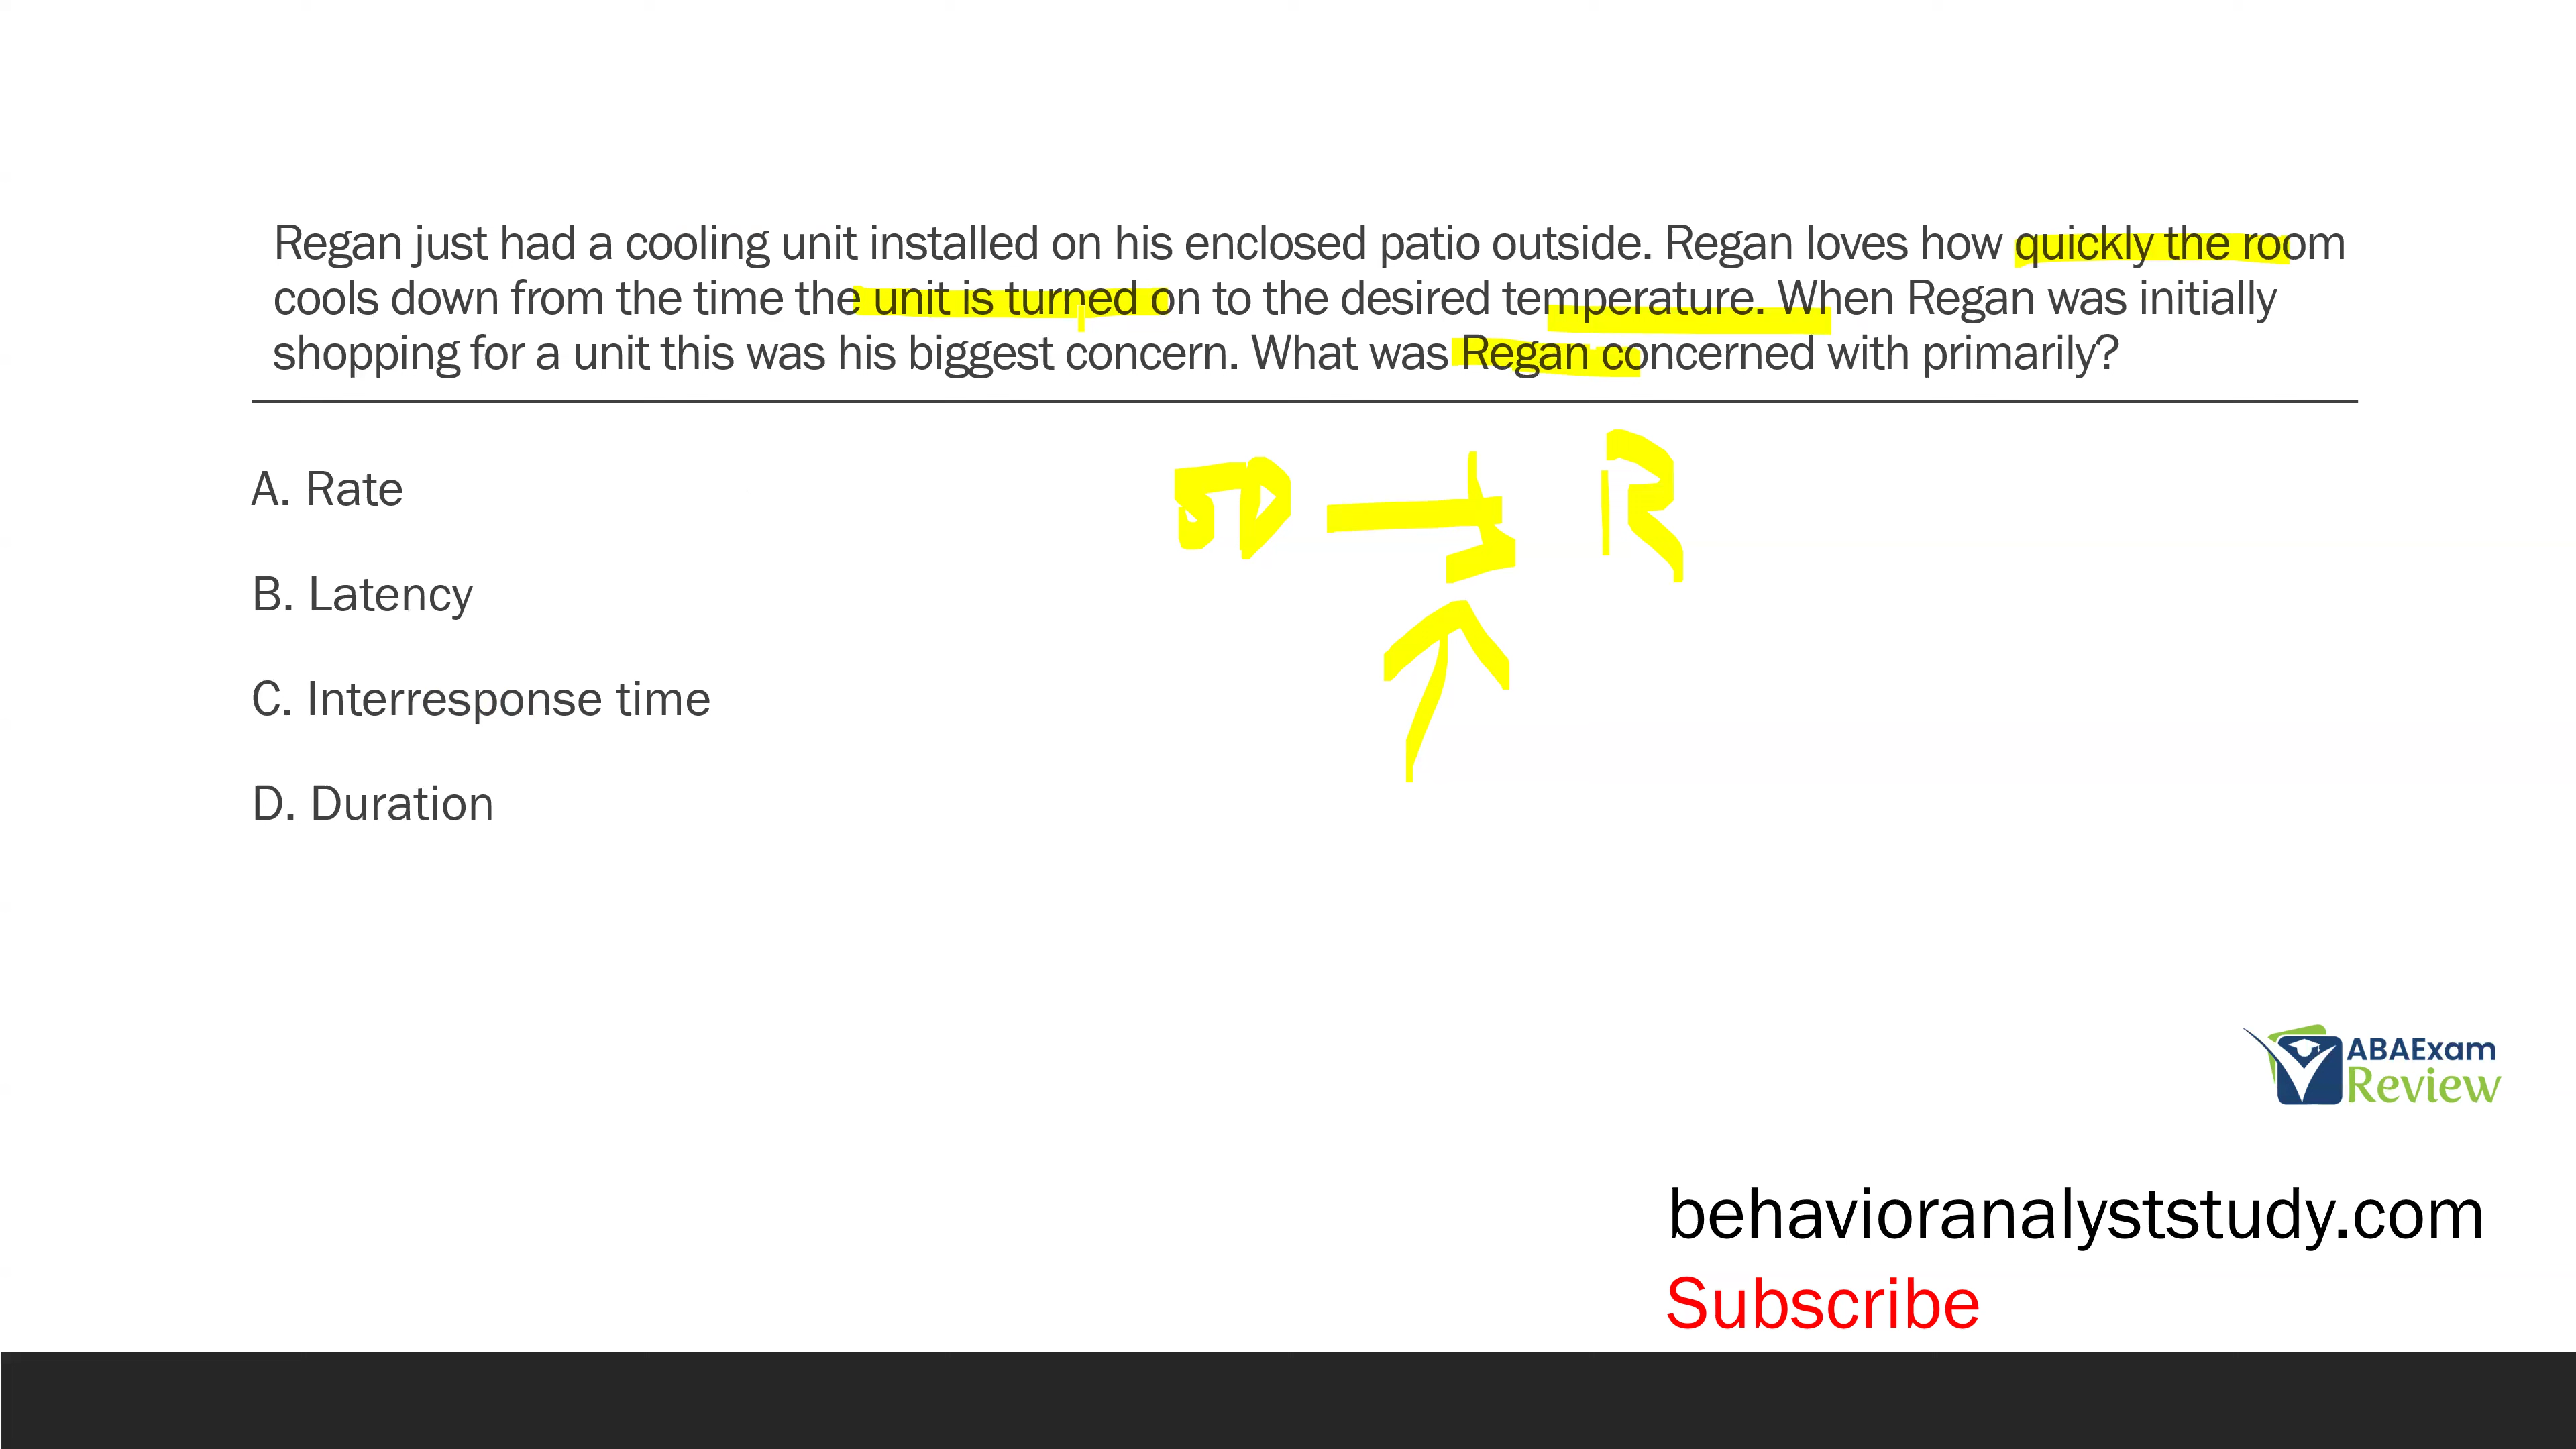 Regan just had a cooling unit installed on his enclosed patio outside. Regan loves how quickly the room
cools down from the time the unit is turned on to the desired temperature. When Regan was initially
shopping for a unit this was his biggest concern. What was Regan concerned with primarily?
SD R
A. Rate
B. Latency
C. Interresponse time
D. Duration
ABAExam
Review
behavioranalyststudy.com
Subscribe